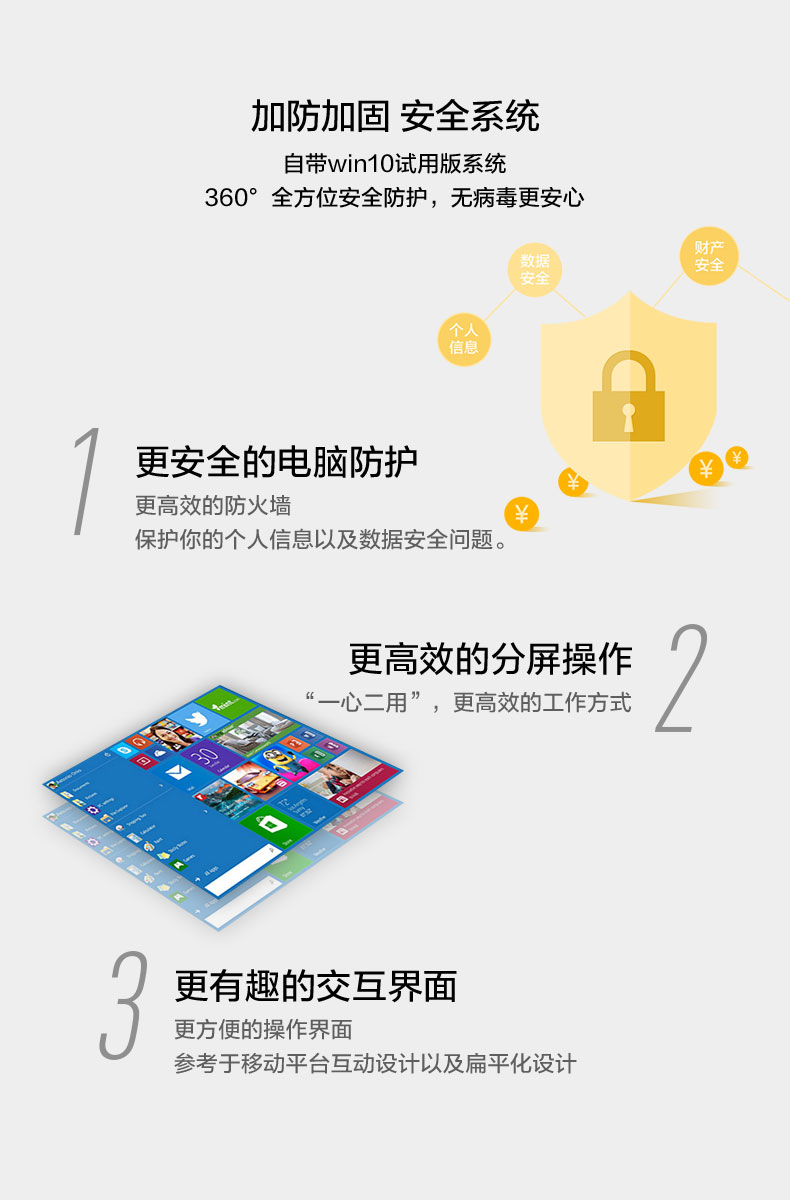 加防加固 安全系统
自带win10试用版系统
360°全方位安全防护，无病毒更安心
数据
安全
财产
安全
个人
信息
1
更安全的电脑防护
更高效的防火墙
保护你的个人信息以及数据安全问题。
¥
¥
¥
¥
更高效的分屏操作
2
“一心二用”，更高效的工作方式
30
Store
Weather
Calendar
All Apps
3
更有趣的交互界面
更方便的操作界面
参考于移动平台互动设计以及扁平化设计